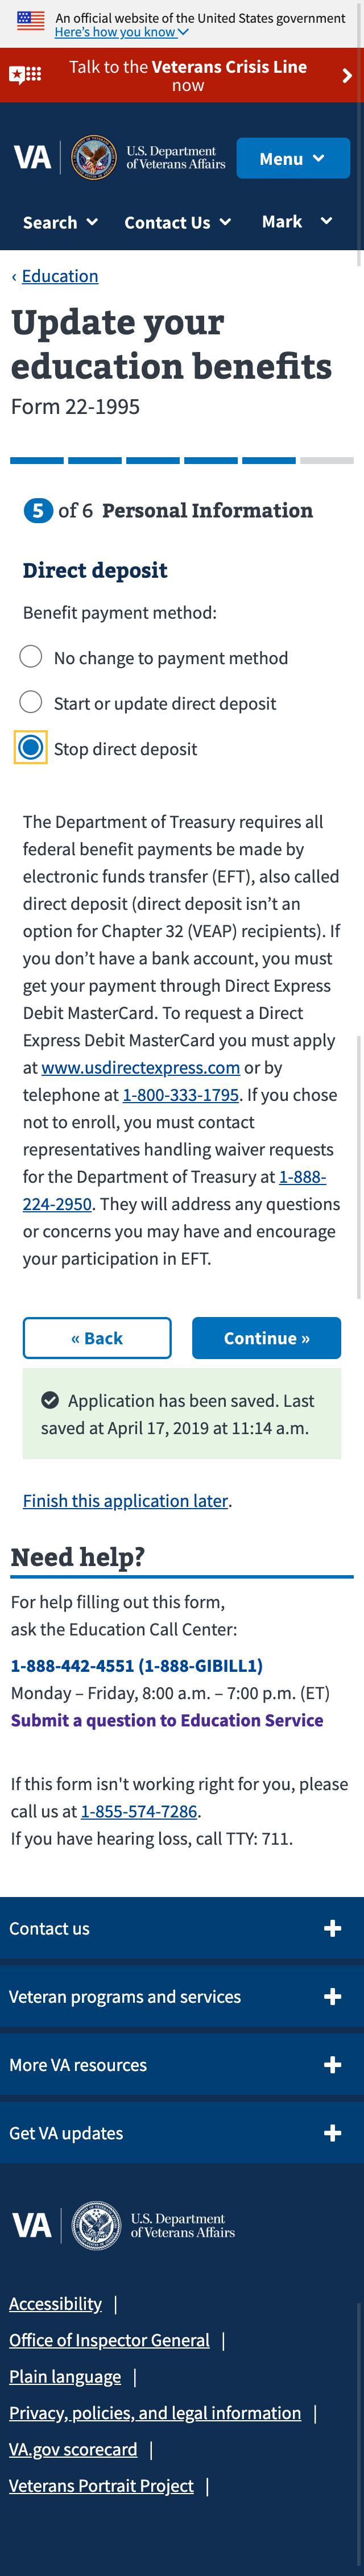 An official website of the United States government
Here's how you know
Talk to the Veterans Crisis Line
now
VA
U.S. Department
of Veterans Affairs
Menu
Search
Contact Us
Mark
‹ Education
Update your
education benefits
Form 22-1995
5 of 6 Personal Information
Direct deposit
Benefit payment method:
No change to payment method
Start or update direct deposit
Stop direct deposit
The Department of Treasury requires all
federal benefit payments be made by
electronic funds transfer (EFT), also called
direct deposit (direct deposit isn't an
option for Chapter 32 (VEAP) recipients). If
you don't have a bank account, you must
get your payment through Direct Express
Debit MasterCard. To request a Direct
Express Debit MasterCard you must apply
at www.usdirectexpress.com or by
telephone at 1-800-333-1795. If you chose
not to enroll, you must contact
representatives handling waiver requests
for the Department of Treasury at 1-888-
224-2950. They will address any questions
or concerns you may have and encourage
your participation in EFT.
« Back
Continue »
Application has been saved. Last
saved at April 17, 2019 at 11:14 a.m.
Finish this application later.
Need help?
For help filling out this form,
ask the Education Call Center:
1-888-442-4551 (1-888-GIBILL1)
Monday – Friday, 8:00 a.m. – 7:00 p.m. (ET)
Submit a question to Education Service
If this form isn't working right for you, please
call us at 1-855-574-7286.
If you have hearing loss, call TTY: 711.
Contact us
Veteran programs and services
More VA resources
Get VA updates
VA
U.S. Department
of Veterans Affairs
Accessibility |
Office of Inspector General |
Plain language |
Privacy, policies, and legal information |
VA.gov scorecard |
Veterans Portrait Project |